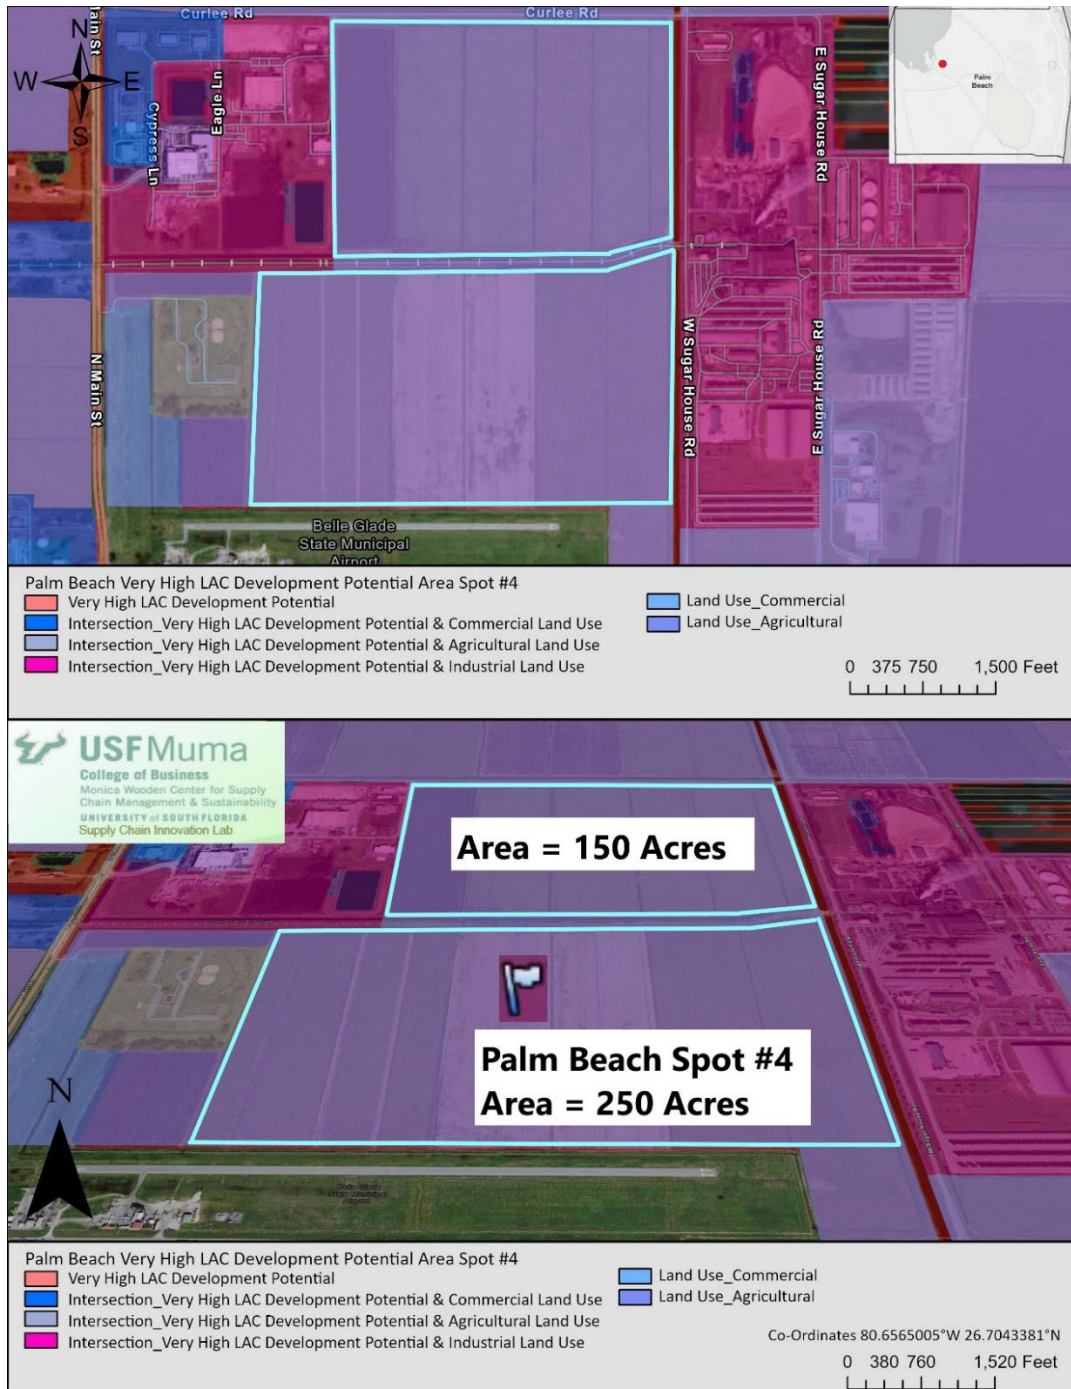 Curlee Rd
Curlee Rd
Main St
N
W E
S
Cypress Ln
Eagle Ln
E Sugar House Rd
Palm
Beach
N Main St
W Sugar House Rd
E Sugar House Rd
Belle Glade
State Municipal
Airport
Palm Beach Very High LAC Development Potential Area Spot #4
Very High LAC Development Potential
Intersection_Very High LAC Development Potential & Commercial Land Use
Intersection_Very High LAC Development Potential & Agricultural Land Use
Intersection_Very High LAC Development Potential & Industrial Land Use
Land Use_Commercial
Land Use_Agricultural
0 375 750 1,500 Feet
USF Muma
College of Business
Monica Wooden Center for Supply
Chain Management & Sustainability
UNIVERSITY of SOUTH FLORIDA
Supply Chain Innovation Lab
Area = 150 Acres
Palm Beach Spot #4
Area = 250 Acres
N
Belle Glade
State Municipal
Airport
Palm Beach Very High LAC Development Potential Area Spot #4
Very High LAC Development Potential
Intersection_Very High LAC Development Potential & Commercial Land Use
Intersection_Very High LAC Development Potential & Agricultural Land Use
Intersection_Very High LAC Development Potential & Industrial Land Use
Land Use_Commercial
Land Use_Agricultural
Co-Ordinates 80.6565005°W 26.7043381°N
0 380 760 1,520 Feet